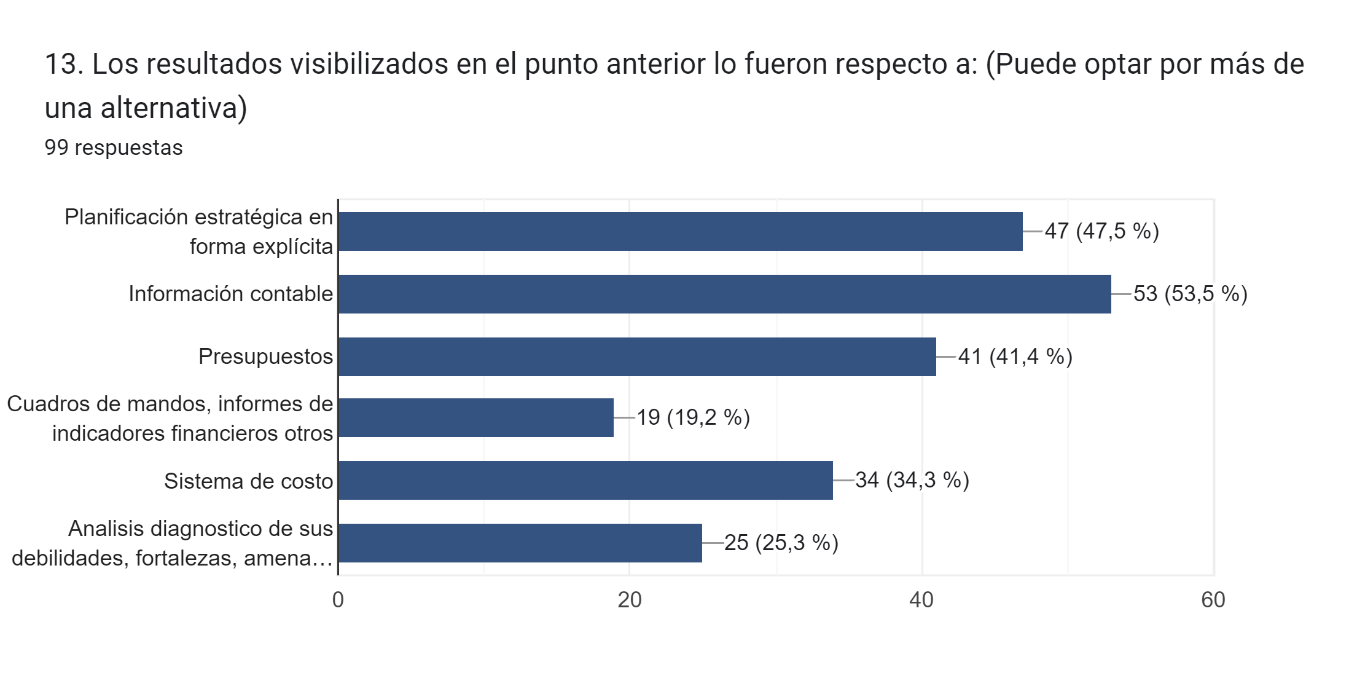 13. Los resultados visibilizados en el punto anterior lo fueron respecto a: (Puede optar por más de
una alternativa)
99 respuestas
Planificación estratégica en
forma explícita
47 (47,5 %)
Información contable
53 (53,5 %)
Presupuestos
41 (41,4 %)
Cuadros de mandos, informes de
indicadores financieros otros
19 (19,2 %)
Sistema de costo
34 (34,3 %)
Analisis diagnostico de sus
debilidades, fortalezas, amena…
25 (25,3 %)
0 20 40 60